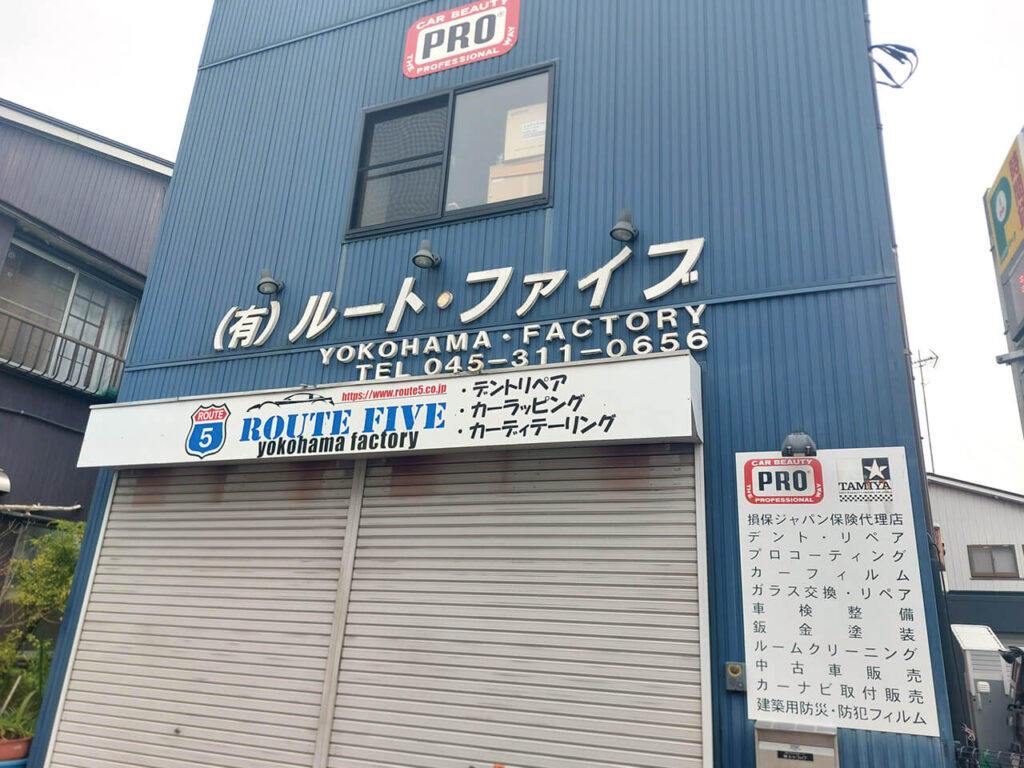 CAR BEAUTY
PRO
THE PROFESSIONAL WAY
(有)ルート・ファイブ
YOKOHAMA・FACTORY
TEL 045-311-0656
https://www.route5.co.jp
ROUTE
5
ROUTE FIVE
yokohama factory
・デントリペア
・カーラッピング
・カーディテーリング
CAR BEAUTY
PRO
THE PROFESSIONAL WAY
TAMIYA
損保ジャパン保険代理店
デント・リペア
プロコーティング
カーフィルム
ガラス交換・リペア
車検整備
鈑金塗装
ルームクリーニング
中古車販売
カーナビ取付販売
建築用防災・防犯フィルム
P